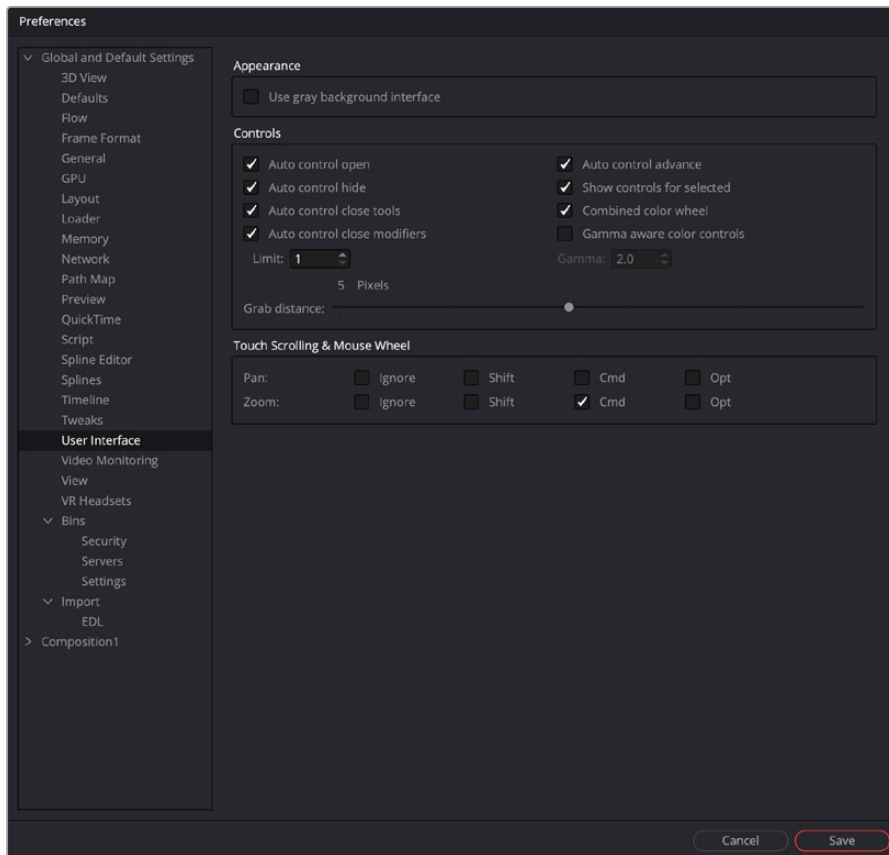 Preferences
Global and Default Settings
3D View
Defaults
Flow
Frame Format
General
GPU
Layout
Loader
Memory
Network
Path Map
Preview
QuickTime
Script
Spline Editor
Splines
Timeline
Tweaks
User Interface
Video Monitoring
View
VR Headsets
Bins
Security
Servers
Settings
Import
EDL
Composition1
Appearance
Use gray background interface
Controls
Auto control open
Auto control advance
Auto control hide
Show controls for selected
Auto control close tools
Combined color wheel
Auto control close modifiers
Gamma aware color controls
Limit: 1
Gamma: 2.0
5 Pixels
Grab distance:
Touch Scrolling & Mouse Wheel
Pan: Ignore Shift Cmd Opt
Zoom: Ignore Shift Cmd Opt
Cancel Save